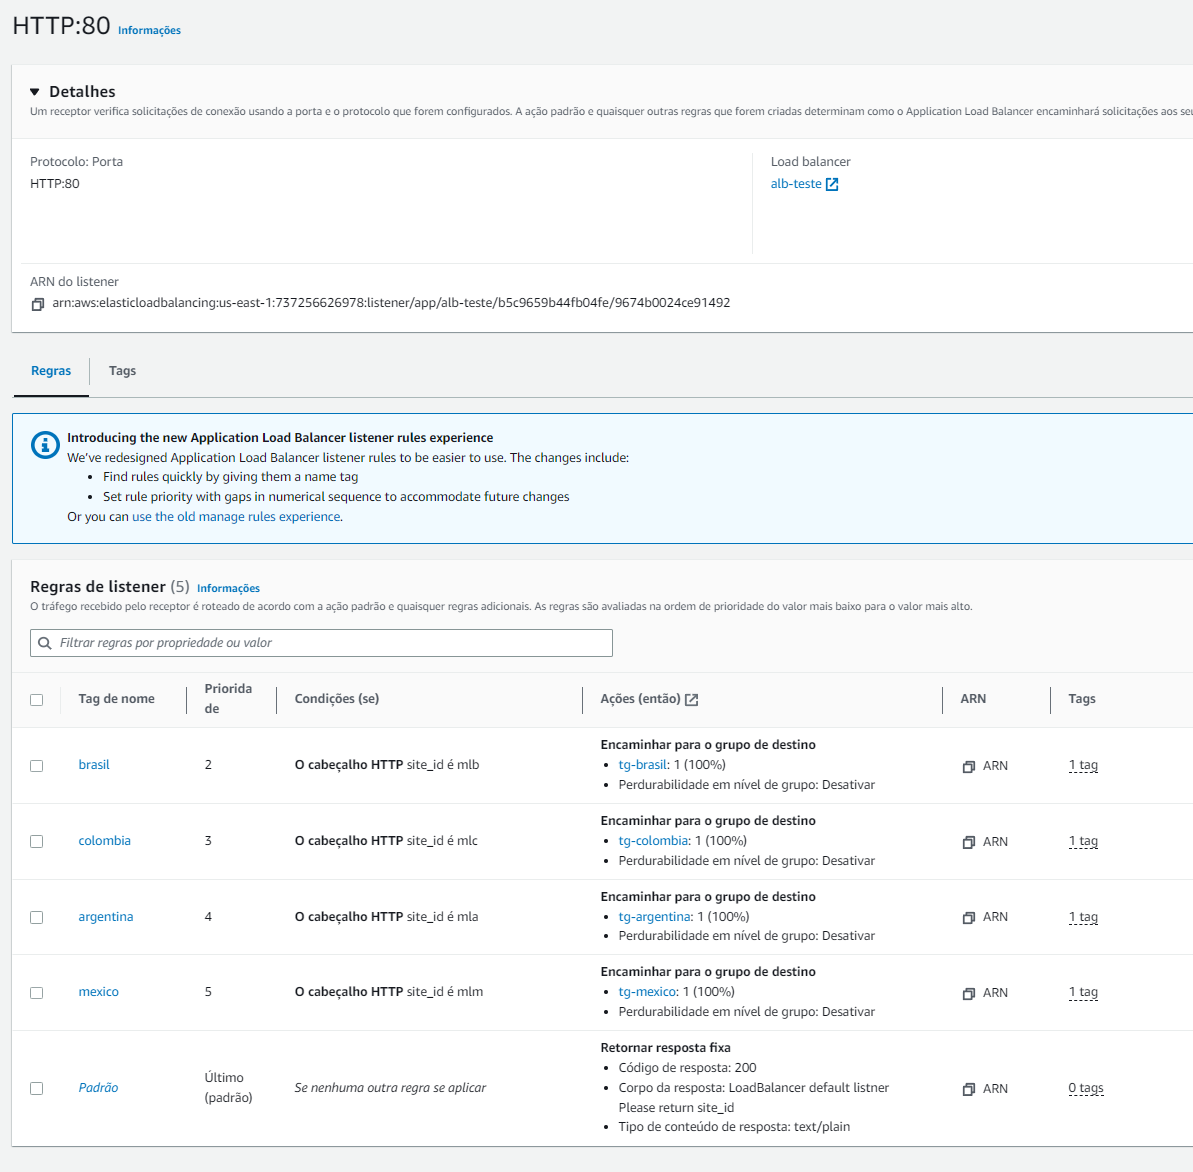 HTTP:80 Informações
Detalhes
Um receptor verifica solicitações de conexão usando a porta e o protocolo que forem configurados. A ação padrão e quaisquer outras regras que forem criadas determinam como o Application Load Balancer encaminhará solicitações aos
Protocolo: Porta
HTTP:80
Load balancer
alb-teste
ARN do listener
arn:aws:elasticloadbalancing:us-east-1:737256626978:listener/app/alb-teste/b5c9659b44fb04fe/9674b0024ce91492
Regras Tags
Introducing the new Application Load Balancer listener rules experience
We've redesigned Application Load Balancer listener rules to be easier to use. The changes include:
• Find rules quickly by giving them a name tag
• Set rule priority with gaps in numerical sequence to accommodate future changes
Or you can use the old manage rules experience.
Regras de listener (5) Informações
O tráfego recebido pelo receptor é roteado de acordo com a ação padrão e quaisquer regras adicionais. As regras são avaliadas na ordem de prioridade do valor mais baixo para o valor mais alto.
Filtrar regras por propriedade ou valor
Tag de nome
Priorida
de
Condições (se)
Ações (então)
ARN
Tags
brasil
2
O cabeçalho HTTP site_id é mlb
Encaminhar para o grupo de destino
• tg-brasil: 1 (100%)
• Perdurabilidade em nível de grupo: Desativar
ARN
1 tag
colombia
3
O cabeçalho HTTP site_id é mlc
Encaminhar para o grupo de destino
• tg-colombia: 1 (100%)
• Perdurabilidade em nível de grupo: Desativar
ARN
1 tag
argentina
4
O cabeçalho HTTP site_id é mla
Encaminhar para o grupo de destino
• tg-argentina: 1 (100%)
• Perdurabilidade em nível de grupo: Desativar
ARN
1 tag
mexico
5
O cabeçalho HTTP site_id é mlm
Encaminhar para o grupo de destino
• tg-mexico: 1 (100%)
• Perdurabilidade em nível de grupo: Desativar
ARN
1 tag
Padrão
Último
(padrão)
Se nenhuma outra regra se aplicar
Retornar resposta fixa
• Código de resposta: 200
• Corpo da resposta: LoadBalancer default listner
Please return site_id
• Tipo de conteúdo de resposta: text/plain
ARN
0 tags